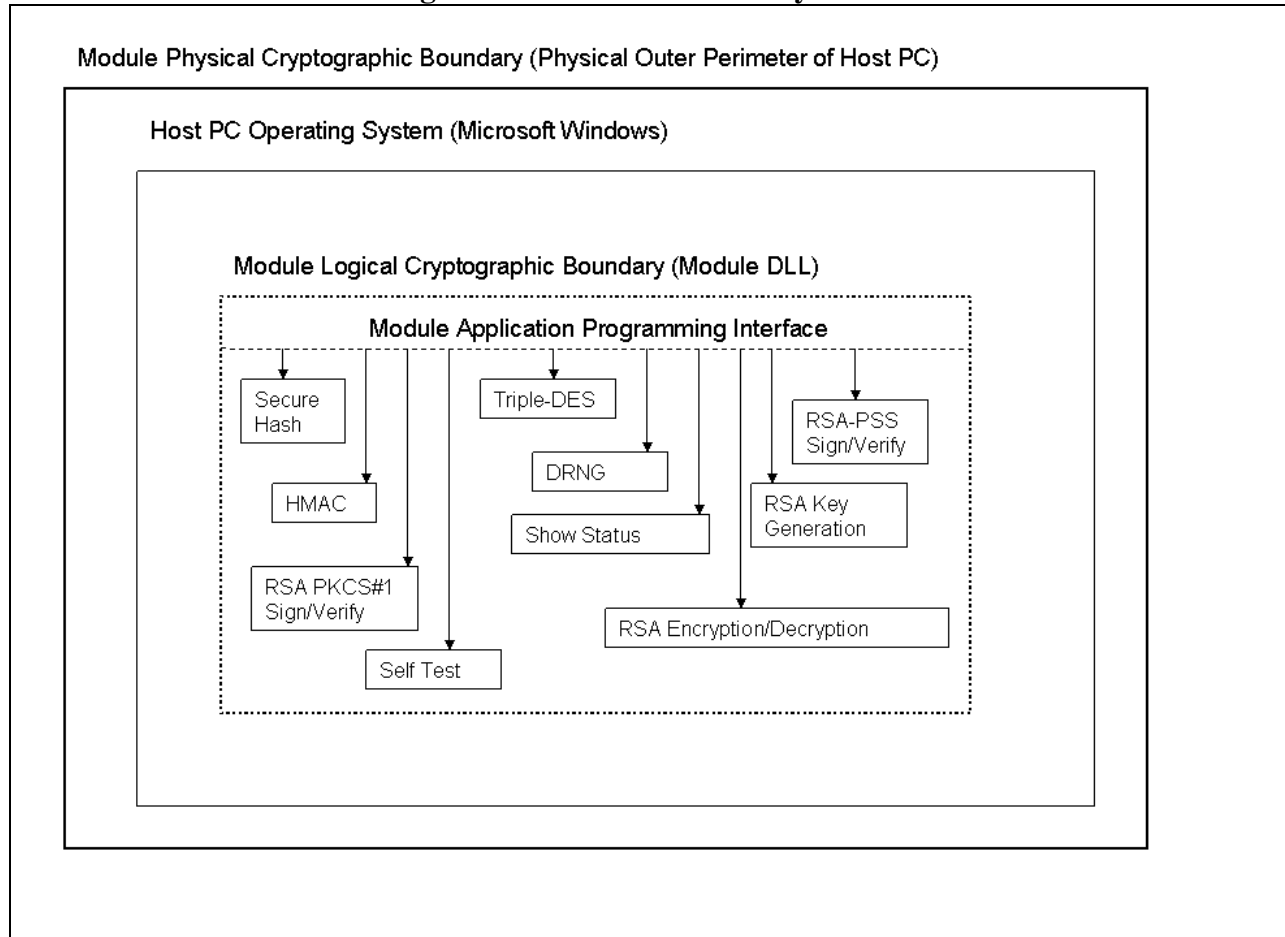 Module Physical Cryptographic Boundary (Physical Outer Perimeter of Host PC)
Host PC Operating System (Microsoft Windows)
Module Logical Cryptographic Boundary (Module DLL)
Module Application Programming Interface
Secure
Hash
Triple-DES
RSA-PSS
Sign/Verify
DRNG
HMAC
RSA Key
Generation
Show Status
RSA PKCS#1
Sign/Verify
RSA Encryption/Decryption
Self Test